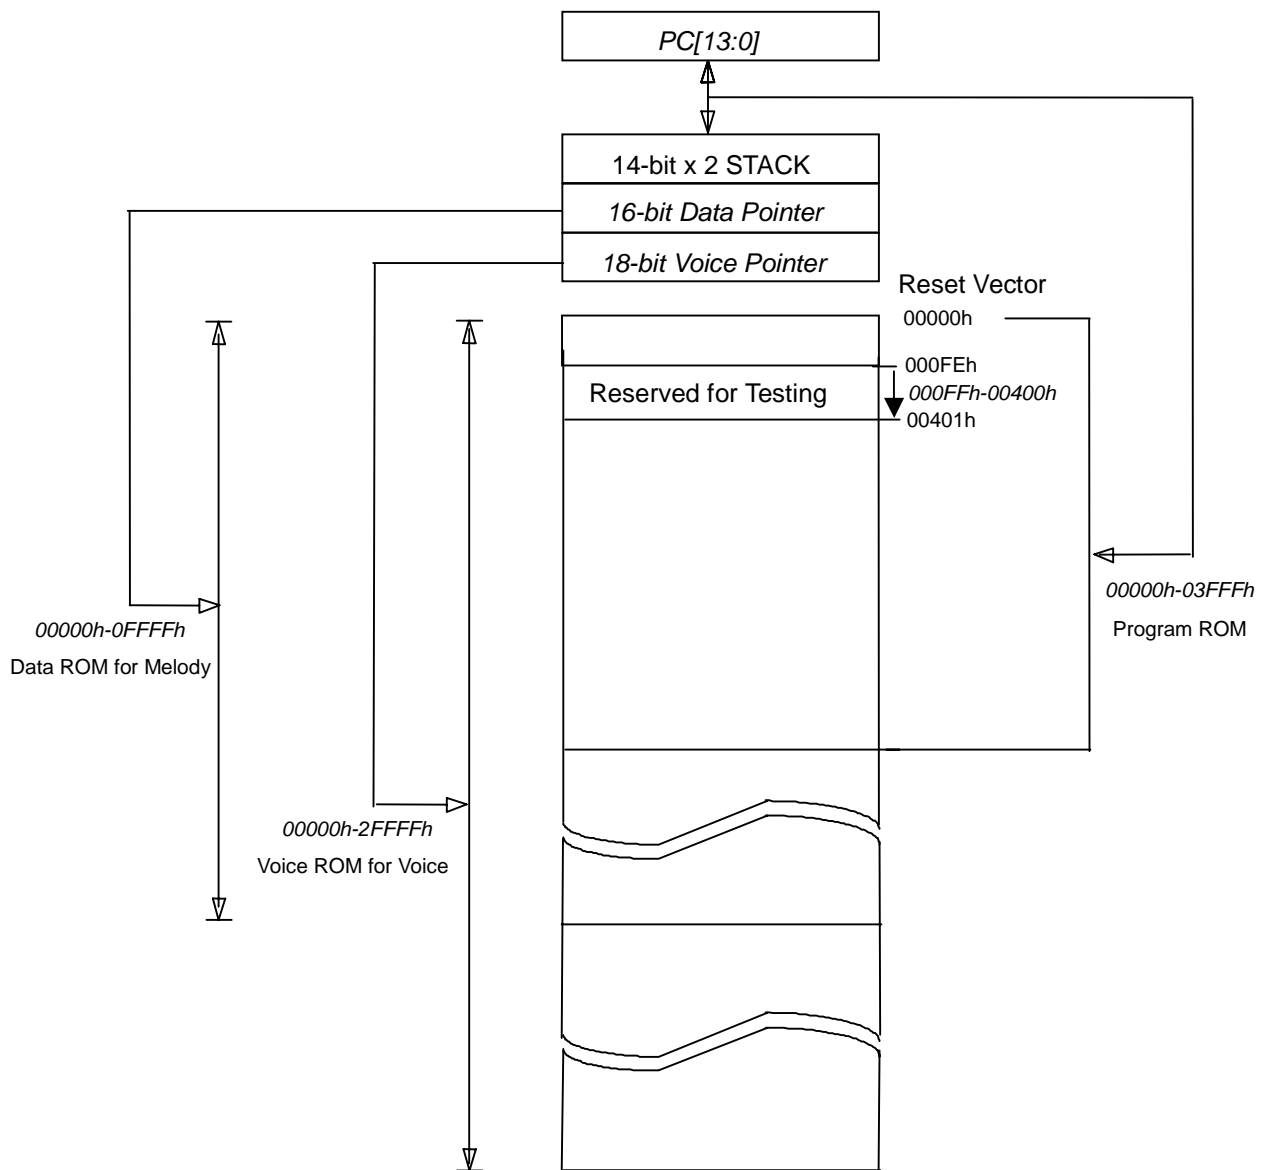 PC[13:0]
14-bit x 2 STACK
16-bit Data Pointer
18-bit Voice Pointer
Reset Vector
00000h
000FEh
Reserved for Testing
000FFh-00400h
00401h
00000h-03FFFh
Program ROM
00000h-0FFFFh
Data ROM for Melody
00000h-2FFFFh
Voice ROM for Voice